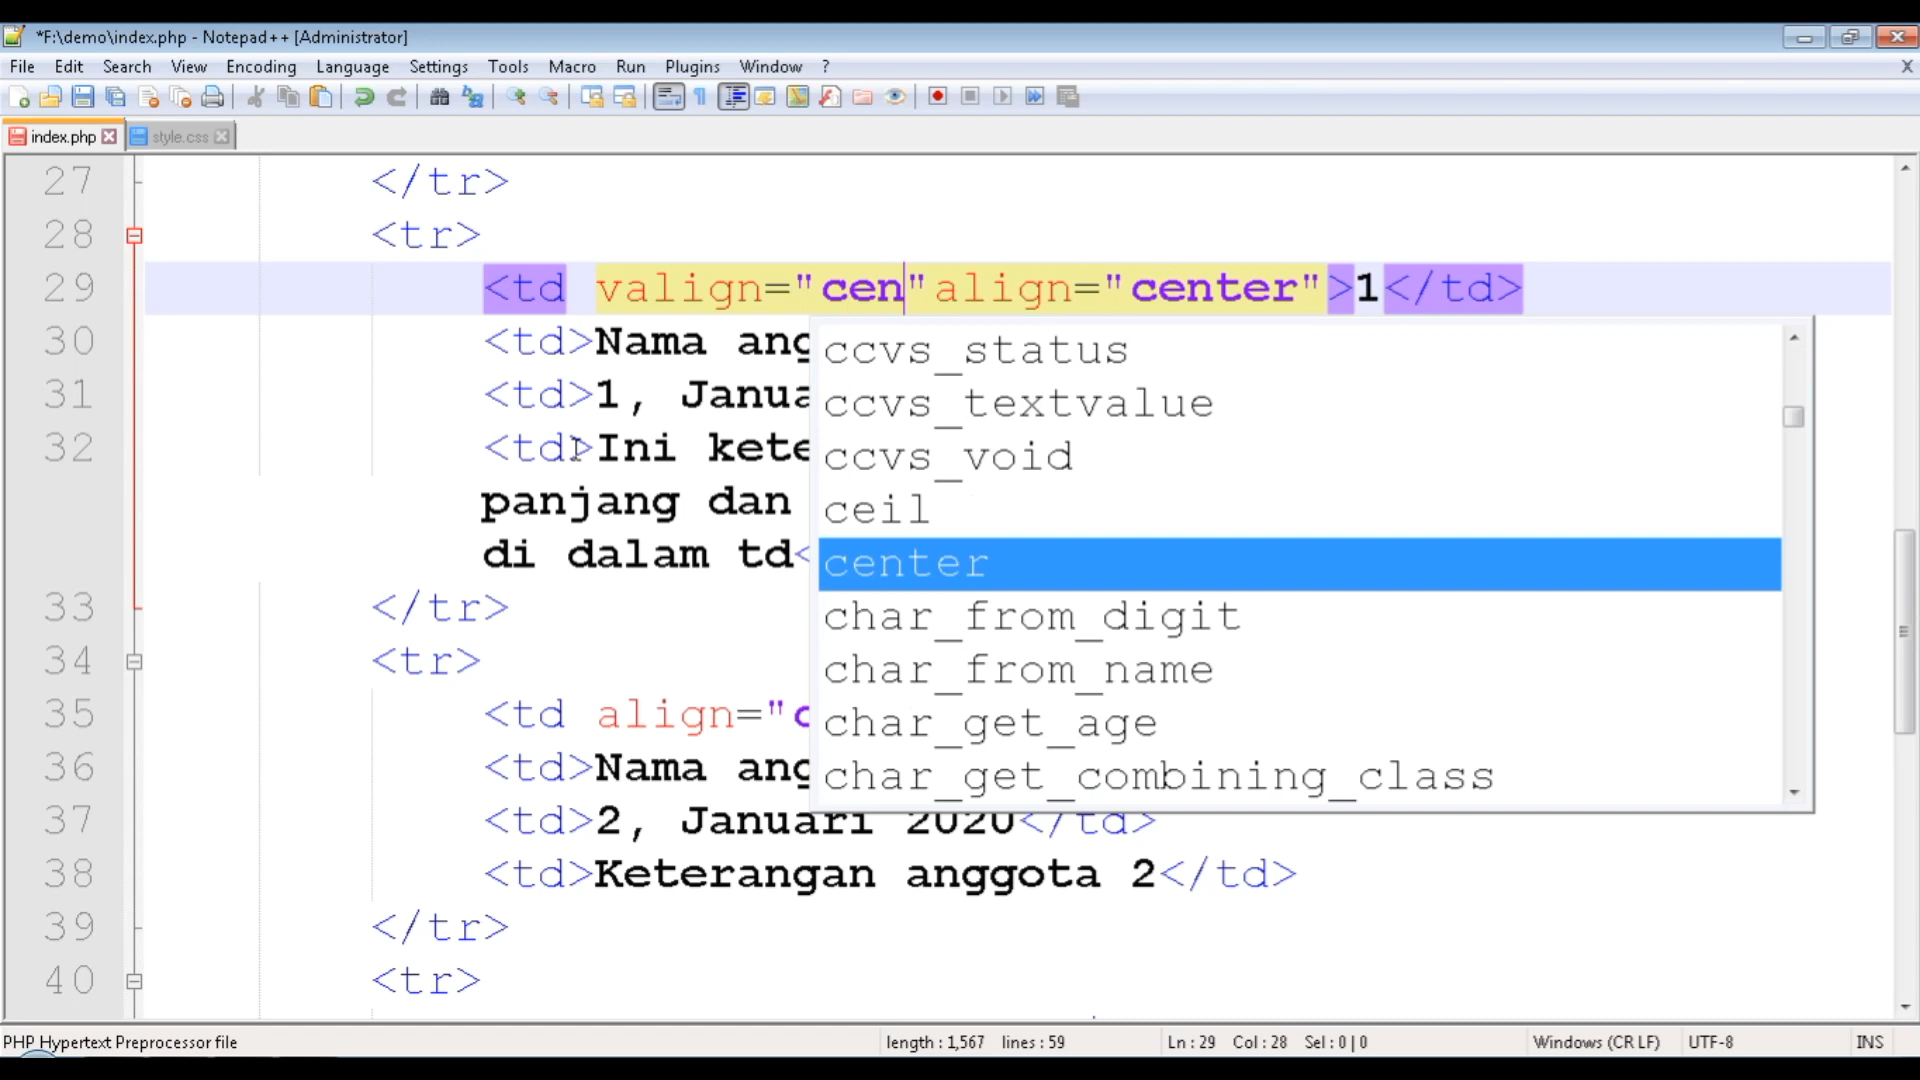 *F:\demo\index.php - Notepad++ [Administrator]
File Edit Search View Encoding Language Settings Tools Macro Run Plugins Window ? X
index.php style.css
27 </tr>
28 <tr>
29 <td valign="cen"align="center">1</td>
30 <td>Nama ang
31 <td>1, Janua
32 <td>Ini kete
panjang dan
di dalam td<
33 </tr>
34 <tr>
35 <td align="c
36 <td>Nama ang
37 <td>2, Januari 2020</td>
38 <td>Keterangan anggota 2</td>
39 </tr>
40 <tr>
ccvs_status
ccvs_textvalue
ccvs_void
ceil
center
char_from_digit
char_from_name
char_get_age
char_get_combining_class
PHP Hypertext Preprocessor file length : 1,567 lines : 59 Ln : 29 Col : 28 Sel : 0 | 0 Windows (CR LF) UTF-8 INS